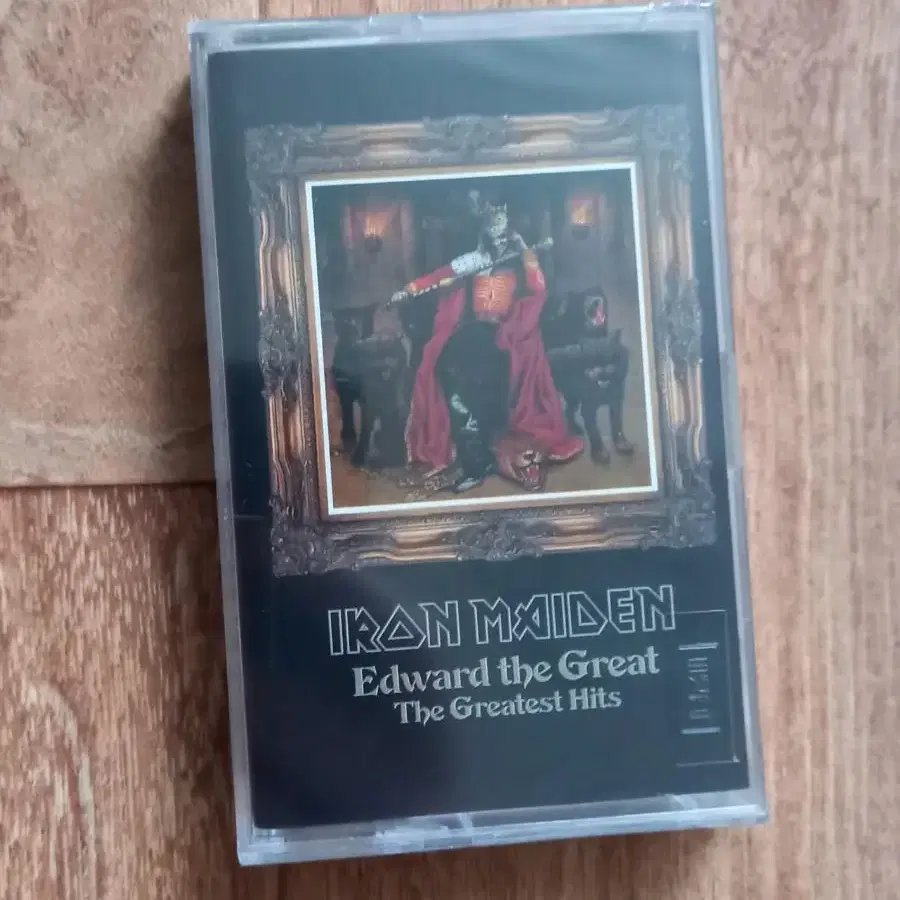 IRON MAIDEN
Edward the Great
The Greatest Hits